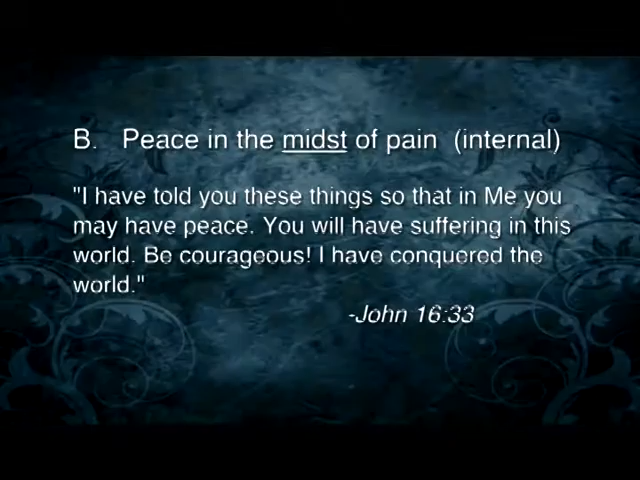 B. Peace in the midst of pain (internal)
"I have told you these things so that in Me you
may have peace. You will have suffering in this
world. Be courageous! I have conquered the
world."
-John 16:33